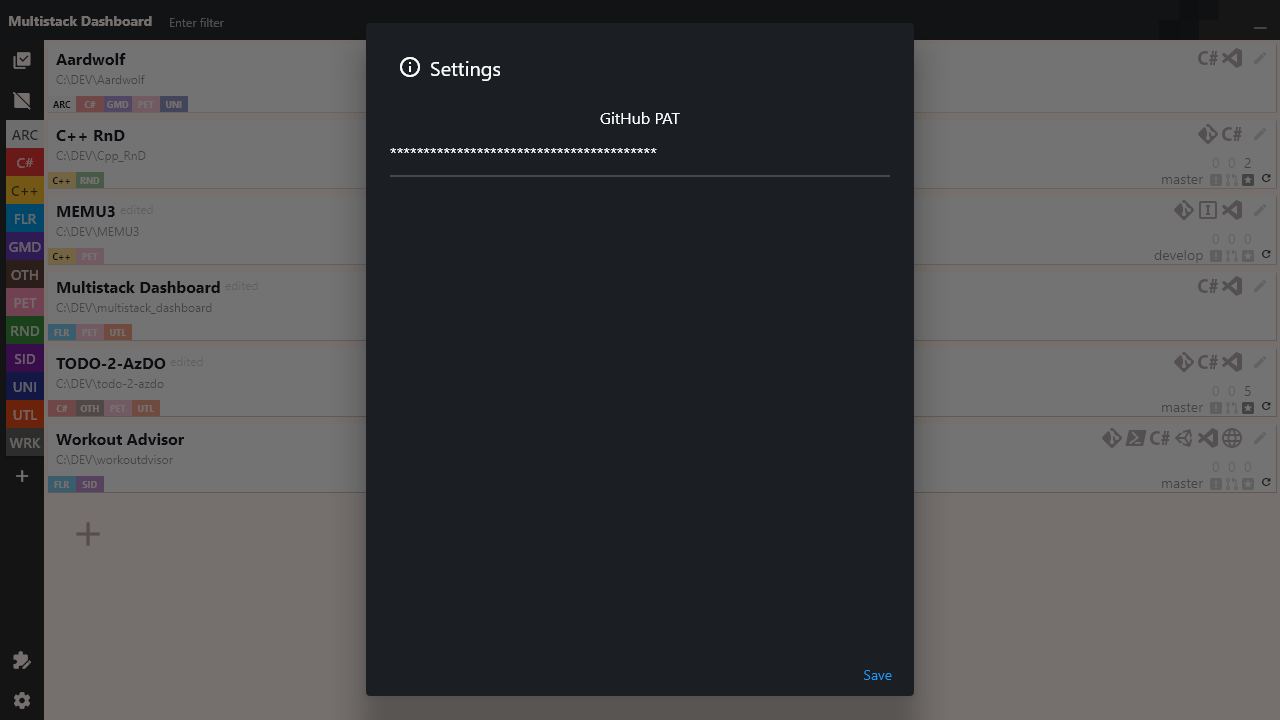 Multistack Dashboard Enter filter
Settings
GitHub PAT
****************************************
Save
ARC
C#
C++
FLR
GMD
OTH
PET
RND
SID
UNI
UTL
WRK
+
Aardwolf
C:\DEV\Aardwolf
ARC C# GMD PET UNI
C#
C++ RnD
C:\DEV\Cpp_RnD
C++ RND
C#
0 0 2
master
MEMU3 edited
C:\DEV\MEMU3
C++ PET
0 0 0
develop
Multistack Dashboard edited
C:\DEV\multistack_dashboard
FLR PET UTL
C#
TODO-2-AzDO edited
C:\DEV\todo-2-azdo
C# OTH PET UTL
C#
0 0 5
master
Workout Advisor
C:\DEV\workoutdvisor
FLR SID
C#
0 0 0
master